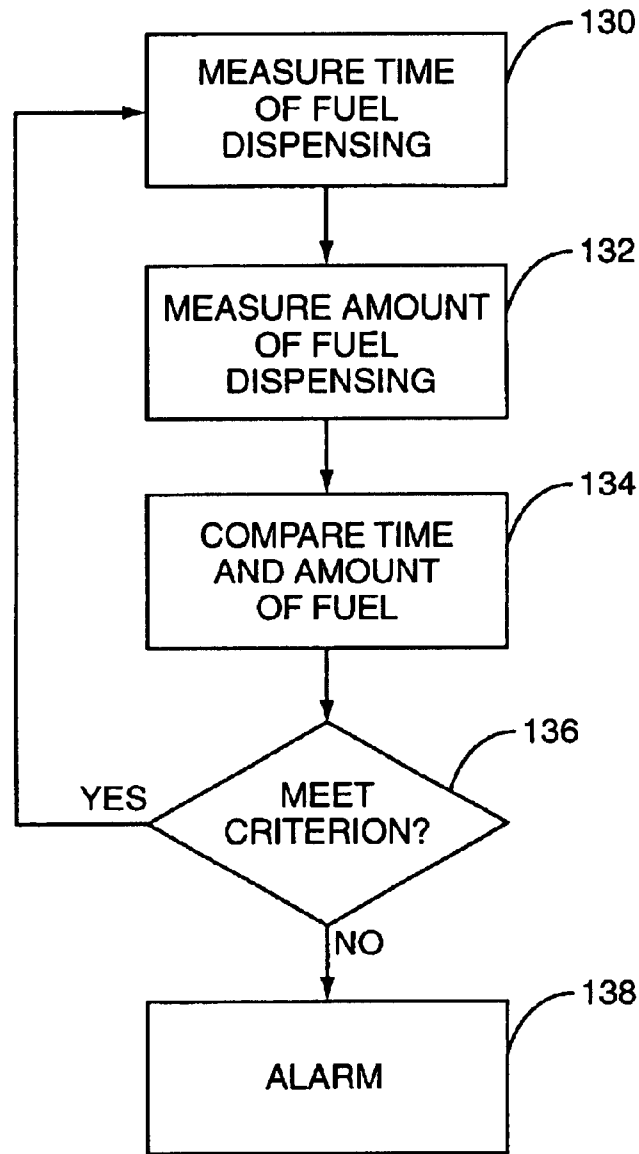 130
MEASURE TIME
OF FUEL
DISPENSING
132
MEASURE AMOUNT
OF FUEL
DISPENSING
134
COMPARE TIME
AND AMOUNT
OF FUEL
136
YES
MEET
CRITERION?
NO
138
ALARM